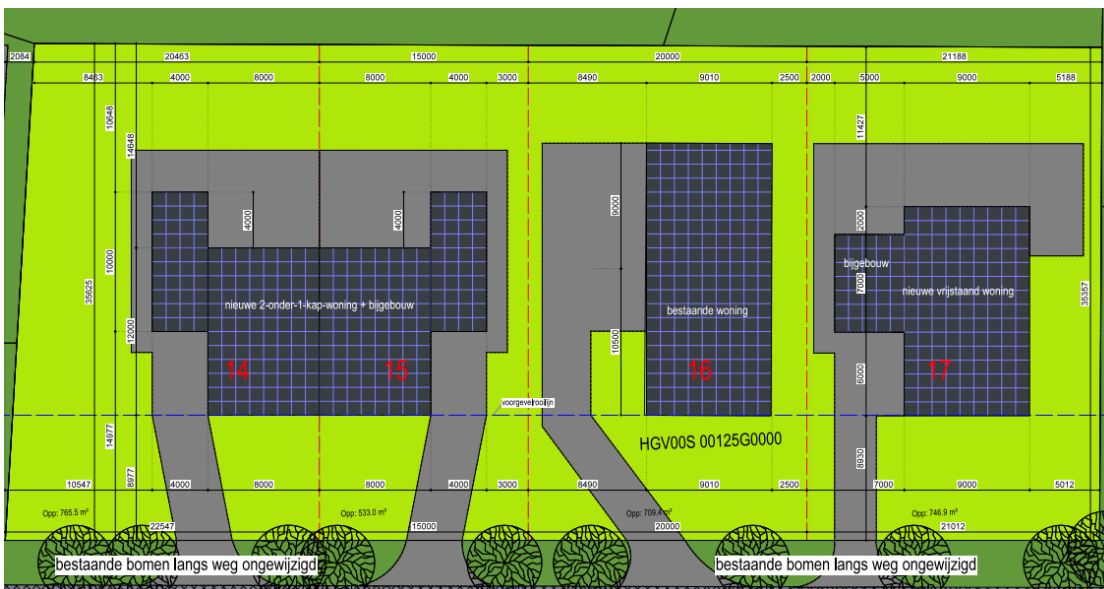 2084 20463 15000 20000 21188
8463 4000 8000 8000 4000 3000 8490 9010 2500 2000 5000 9000 5188
10648
14648
11427
4000
4000
9000
2000
10000
35625
bijgebouw
7000
nieuwe vrijstaand woning
35357
nieuwe 2-onder-1-kap-woning + bijgebouw
bestaande woning
12000
10500
14 15 16 17
6000
voorgevelrooilijn
14977
HGV00S 00125G0000
8977
8930
10547 4000 8000 8000 4000 3000 8490 9010 2500 7000 9000 5012
Opp: 765.5 m² Opp: 533.0 m² Opp: 709.4 m² Opp: 746.9 m²
22547 15000 20000 21012
bestaande bomen langs weg ongewijzigd bestaande bomen langs weg ongewijzigd